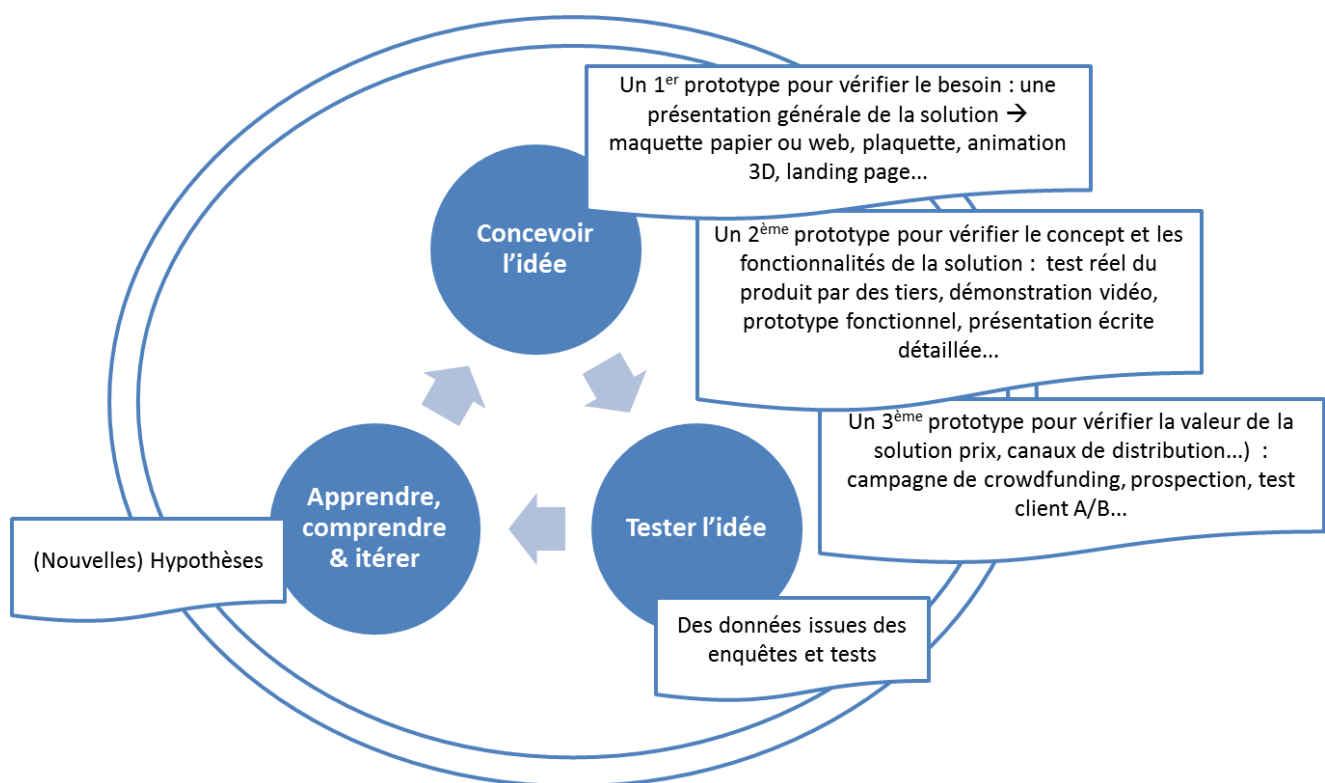 Un 1er prototype pour vérifier le besoin : une
présentation générale de la solution →
maquette papier ou web, plaquette, animation
3D, landing page...
Concevoir
l’idée
Un 2ème prototype pour vérifier le concept et les
fonctionnalités de la solution : test réel du
produit par des tiers, démonstration vidéo,
prototype fonctionnel, présentation écrite
détaillée...
Un 3ème prototype pour vérifier la valeur de la
solution prix, canaux de distribution...) :
campagne de crowdfunding, prospection, test
client A/B...
Apprendre,
comprendre
& itérer
Tester l’idée
(Nouvelles) Hypothèses
Des données issues des
enquêtes et tests